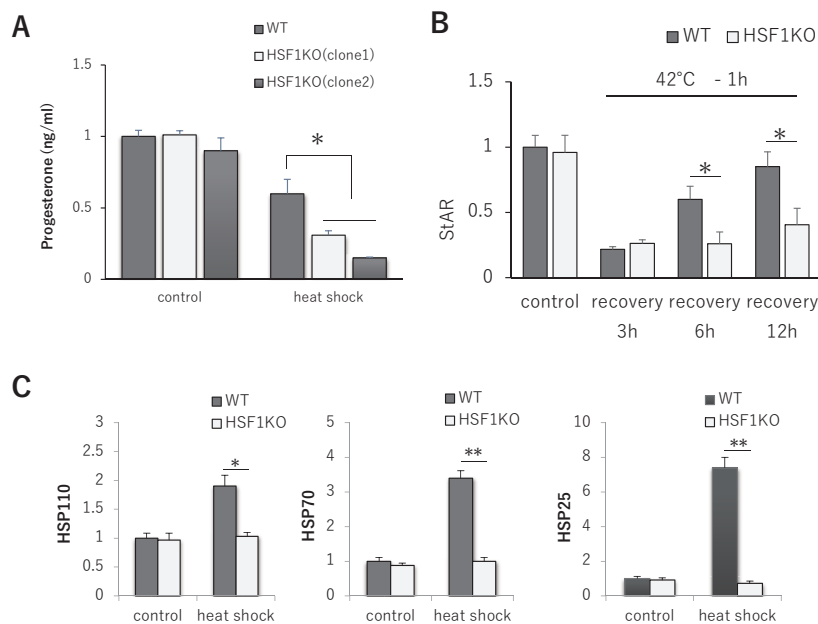 A
WT
HSF1KO(clone1)
HSF1KO(clone2)
Progesterone (ng/ml)
1.5
1
0.5
0
*
control
heat shock
B
WT
HSF1KO
42°C - 1h
StAR
1.5
1
0.5
0
*
*
control recovery recovery recovery
3h 6h 12h
C
WT
HSF1KO
HSP110
3
2.5
2
1.5
1
0.5
0
*
control heat shock
WT
HSF1KO
HSP70
5
4
3
2
1
0
**
control heat shock
WT
HSF1KO
HSP25
10
8
6
4
2
0
**
control heat shock